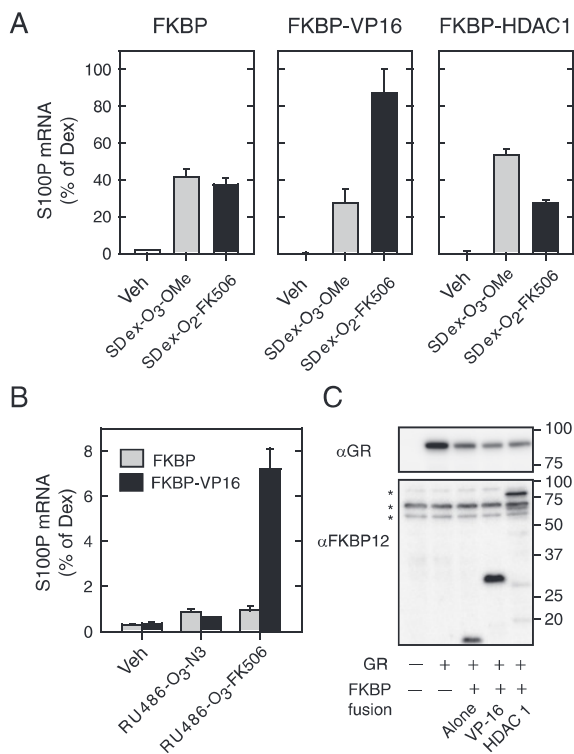 A
FKBP
FKBP-VP16
FKBP-HDAC1
S100P mRNA
(% of Dex)
100
80
60
40
20
0
Veh
SDex-O3-OMe
SDex-O2-FK506
Veh
SDex-O3-OMe
SDex-O2-FK506
Veh
SDex-O3-OMe
SDex-O2-FK506
B
S100P mRNA
(% of Dex)
8
6
4
2
0
FKBP
FKBP-VP16
Veh
RU486-O3-N3
RU486-O3-FK506
C
αGR
100
75
αFKBP12
*
*
*
100
75
50
37
25
20
GR — + + + +
FKBP — — + + +
fusion
Alone
VP-16
HDAC 1